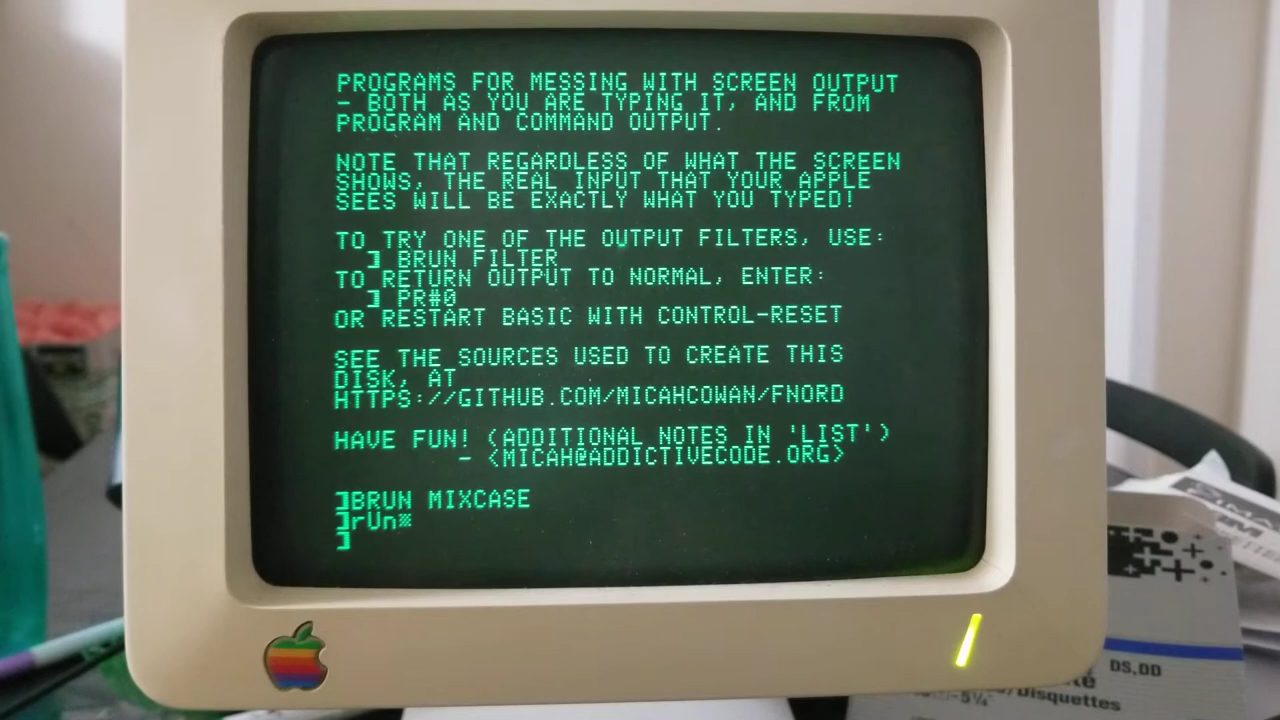 PROGRAMS FOR MESSING WITH SCREEN OUTPUT
- BOTH AS YOU ARE TYPING IT, AND FROM
PROGRAM AND COMMAND OUTPUT.
NOTE THAT REGARDLESS OF WHAT THE SCREEN
SHOWS, THE REAL INPUT THAT YOUR APPLE
SEES WILL BE EXACTLY WHAT YOU TYPED!
TO TRY ONE OF THE OUTPUT FILTERS, USE:
] BRUN FILTER
TO RETURN OUTPUT TO NORMAL, ENTER:
] PR#0
OR RESTART BASIC WITH CONTROL-RESET
SEE THE SOURCES USED TO CREATE THIS
DISK, AT
HTTPS://GITHUB.COM/MICAHCOWAN/FNORD
HAVE FUN! (ADDITIONAL NOTES IN 'LIST')
- <MICAH@ADDICTIVECODE.ORG>
]BRUN MIXCASE
]rUn▒
]
DS,DD
Disquettes